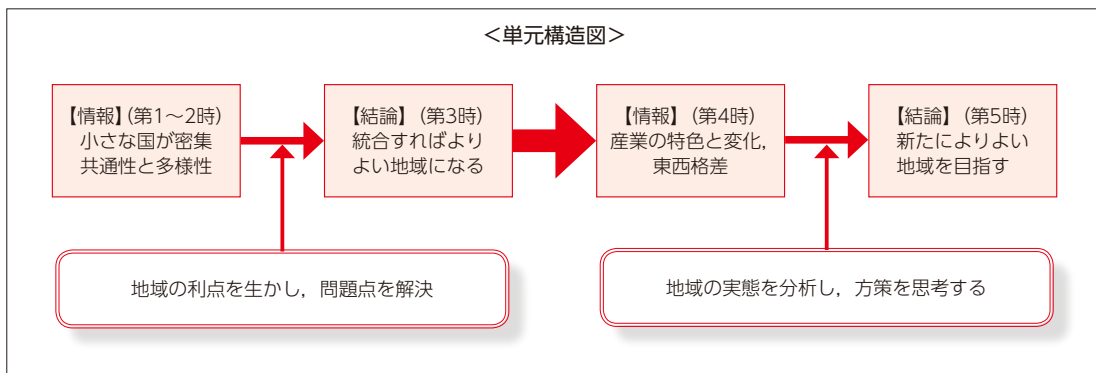 ＜単元構造図＞
【情報】（第1～2時）
小さな国が密集
共通性と多様性
【結論】（第3時）
統合すればより
よい地域になる
【情報】（第4時）
産業の特色と変化，
東西格差
【結論】（第5時）
新たによりよい
地域を目指す
地域の利点を生かし，問題点を解決
地域の実態を分析し，方策を思考する